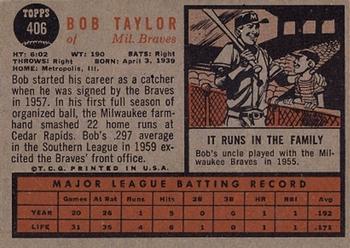 TOPPS
406
BOB TAYLOR
of Mil. Braves
HT: 6:02 WT: 190 BATS: Right
THROWS: Right BORN: April 3, 1939
HOME: Metropolis, Ill.
Bob started his career as a catcher
when he was signed by the Braves
in 1957. In his first full season of
organized ball, the Milwaukee farm-
hand smashed 22 home runs at
Cedar Rapids. Bob's .297 average
in the Southern League in 1959 ex-
cited the Braves' front office.
©T.C.G. PRINTED IN U.S.A.
M
IT RUNS IN THE FAMILY
Bob's uncle played with the Mil-
waukee Braves in 1955.
MAJOR LEAGUE BATTING RECORD
Games At Bat Runs Hits 2B 3B HR RBI Avg.
YEAR 20 26 1 5 0 0 0 .192
LIFE 31 35 4 6 0 0 .171